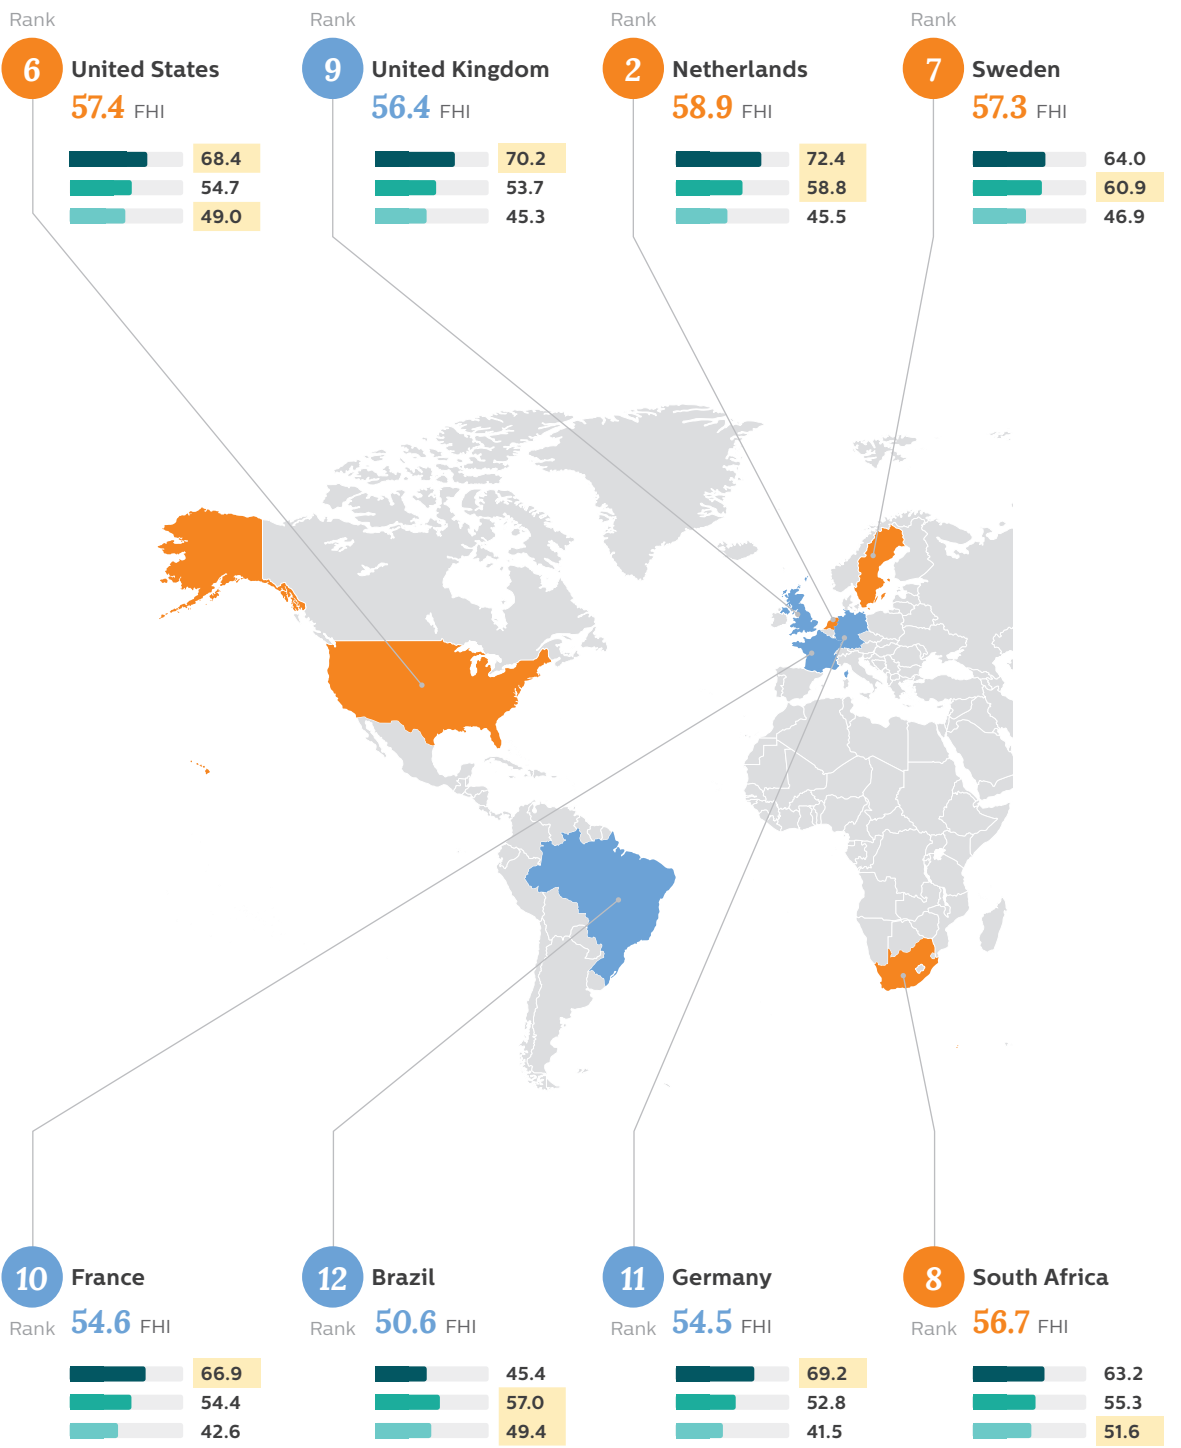 Rank
6 United States
57.4 FHI
68.4
54.7
49.0
Rank
9 United Kingdom
56.4 FHI
70.2
53.7
45.3
Rank
2 Netherlands
58.9 FHI
72.4
58.8
45.5
Rank
7 Sweden
57.3 FHI
64.0
60.9
46.9
10 France
Rank 54.6 FHI
66.9
54.4
42.6
12 Brazil
Rank 50.6 FHI
45.4
57.0
49.4
11 Germany
Rank 54.5 FHI
69.2
52.8
41.5
8 South Africa
Rank 56.7 FHI
63.2
55.3
51.6